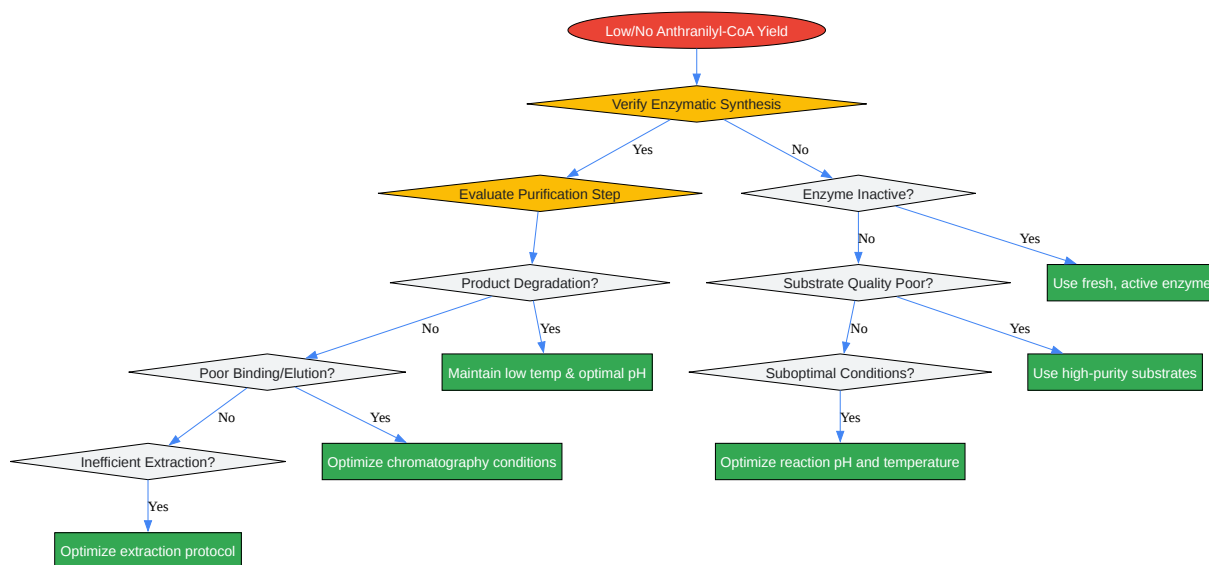 Low/No Anthranilyl-CoA Yield
Verify Enzymatic Synthesis
Yes
No
Evaluate Purification Step
Enzyme Inactive?
No
Yes
Product Degradation?
Substrate Quality Poor?
Use fresh, active enzyme
No
Yes
No
Yes
Poor Binding/Elution?
Maintain low temp & optimal pH
Suboptimal Conditions?
Use high-purity substrates
No
Yes
Yes
Inefficient Extraction?
Optimize chromatography conditions
Optimize reaction pH and temperature
Yes
Optimize extraction protocol